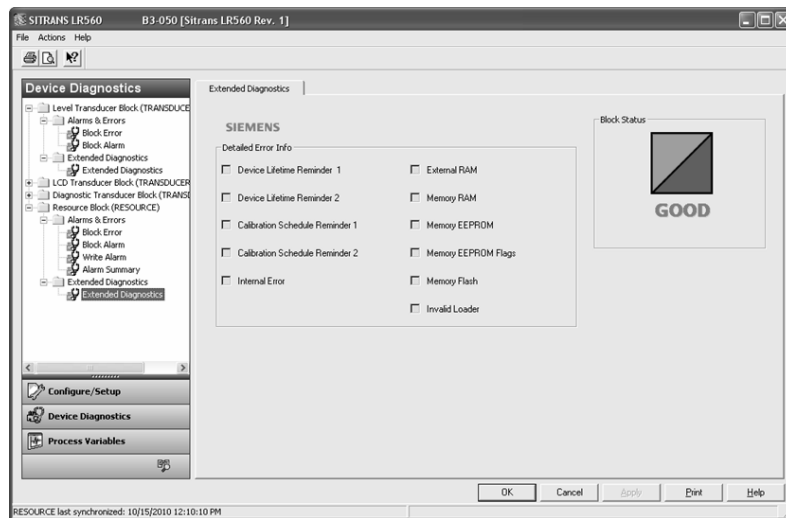 SITRANS LR560 B3-050 [Sitrans LR560 Rev. 1]
File Actions Help
Device Diagnostics
Level Transducer Block (TRANSDUCE
Alarms & Errors
Block Error
Block Alarm
Extended Diagnostics
Extended Diagnostics
LCD Transducer Block (TRANSDUCER
Diagnostic Transducer Block (TRANSI
Resource Block (RESOURCE)
Alarms & Errors
Block Error
Block Alarm
Write Alarm
Alarm Summary
Extended Diagnostics
Extended Diagnostics
Configure/Setup
Device Diagnostics
Process Variables
Extended Diagnostics
SIEMENS
Detailed Error Info
Device Lifetime Reminder 1
Device Lifetime Reminder 2
Calibration Schedule Reminder 1
Calibration Schedule Reminder 2
Internal Error
External RAM
Memory RAM
Memory EEPROM
Memory EEPROM Flags
Memory Flash
Invalid Loader
Block Status
GOOD
OK Cancel Apply Print Help
RESOURCE last synchronized: 10/15/2010 12:10:10 PM